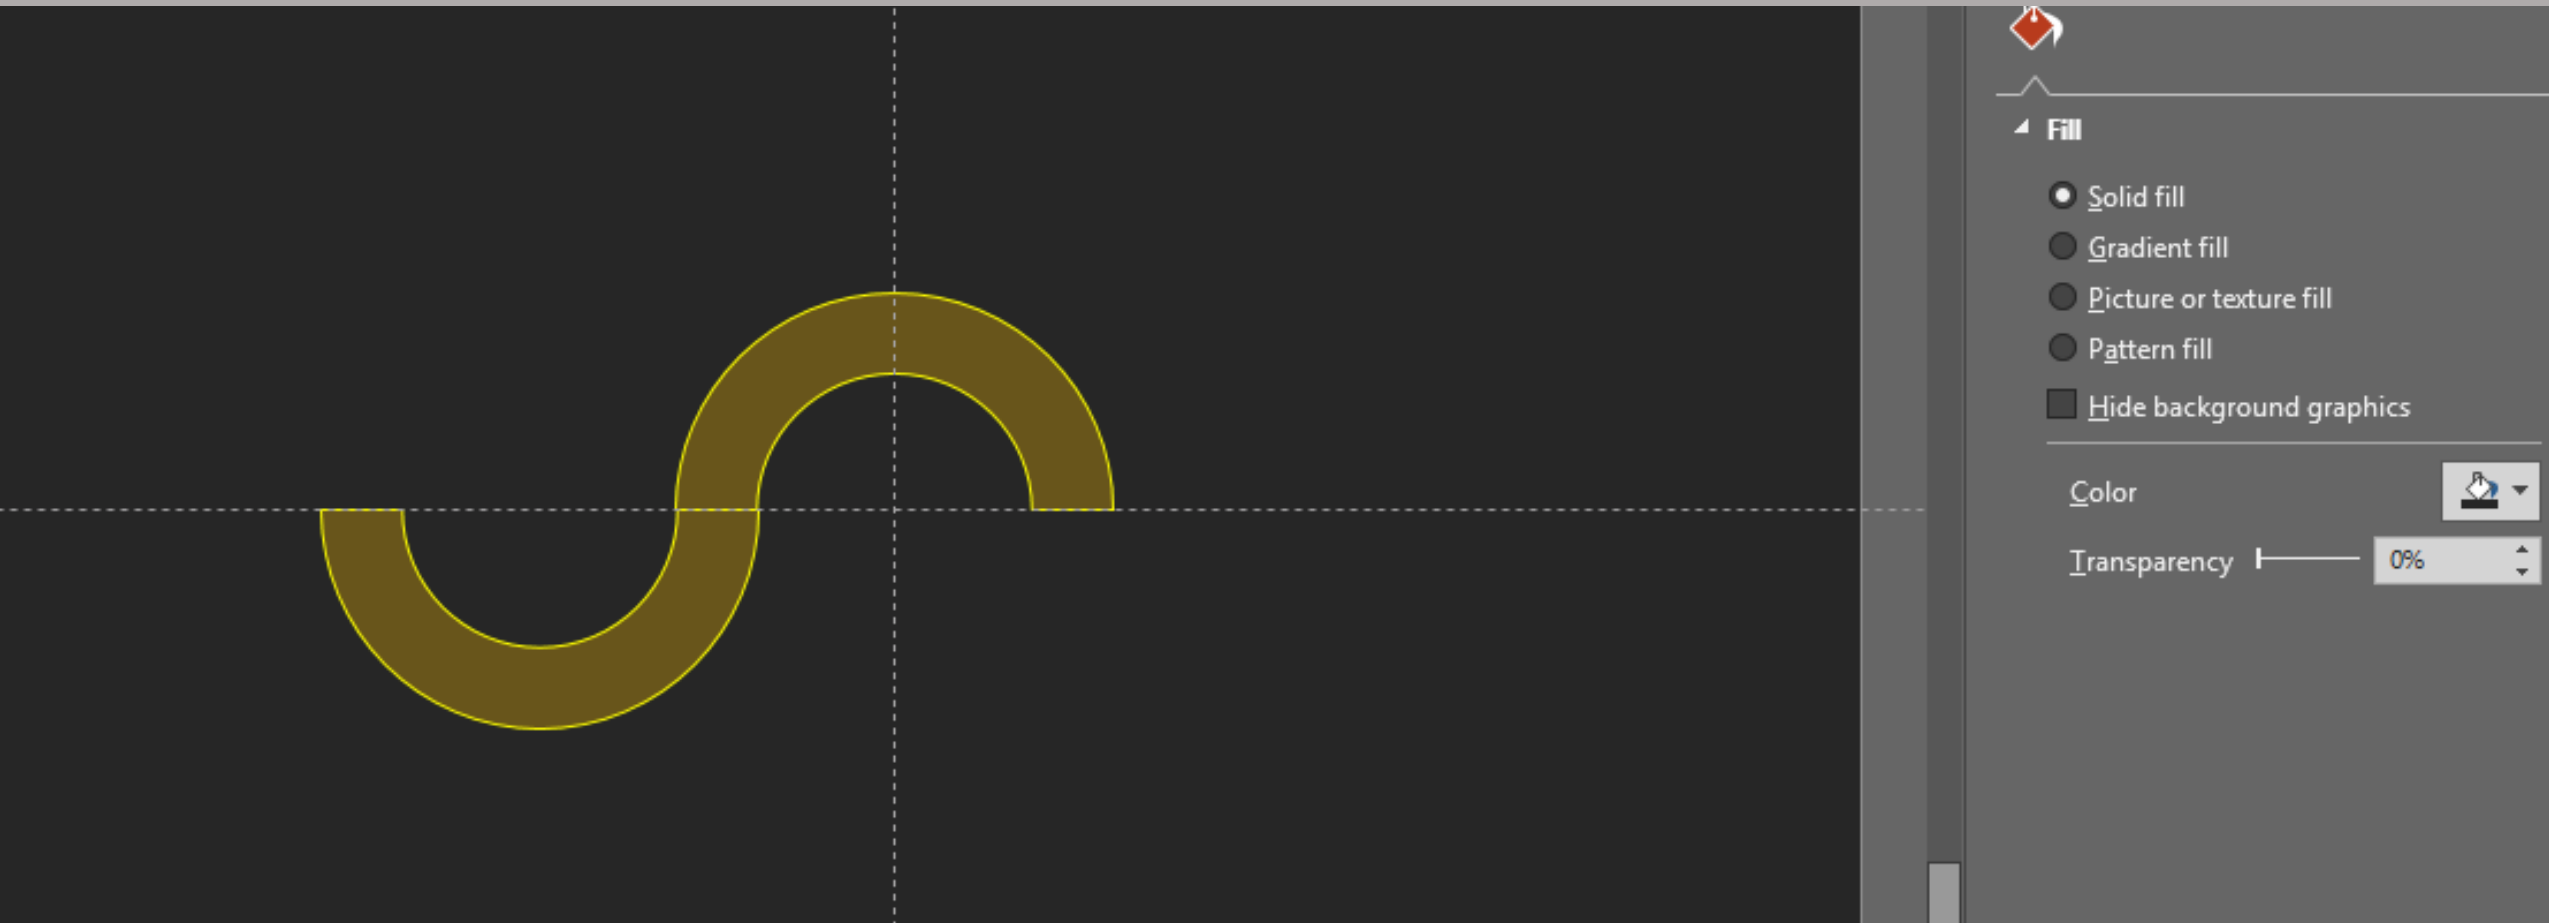 Fill
Solid fill
Gradient fill
Picture or texture fill
Pattern fill
Hide background graphics
Color
Transparency 0%